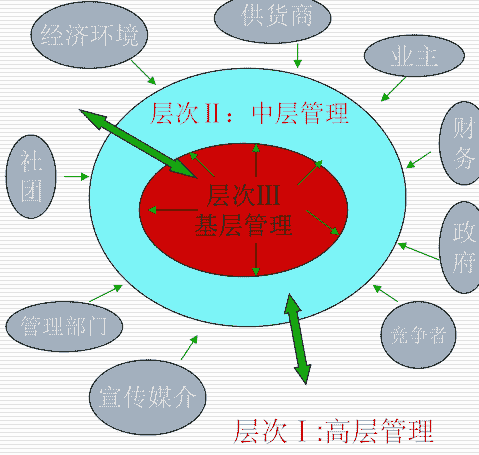 供货商
经济环境
业主
层次Ⅱ：中层管理
财务
社团
层次Ⅲ
基层管理
政府
管理部门
竞争者
宣传媒介
层次Ⅰ:高层管理